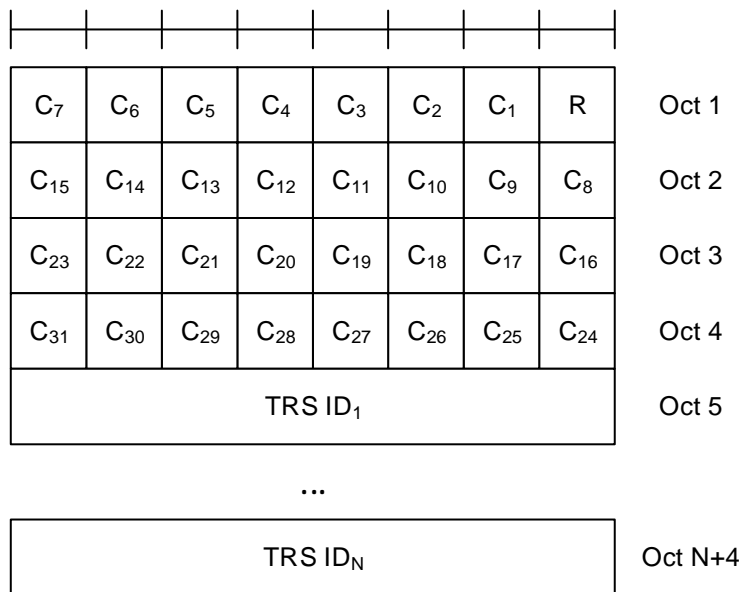 C₇ C₆ C₅ C₄ C₃ C₂ C₁ R Oct 1
C₁₅ C₁₄ C₁₃ C₁₂ C₁₁ C₁₀ C₉ C₈ Oct 2
C₂₃ C₂₂ C₂₁ C₂₀ C₁₉ C₁₈ C₁₇ C₁₆ Oct 3
C₃₁ C₃₀ C₂₉ C₂₈ C₂₇ C₂₆ C₂₅ C₂₄ Oct 4
TRS ID₁ Oct 5
...
TRS IDN Oct N+4